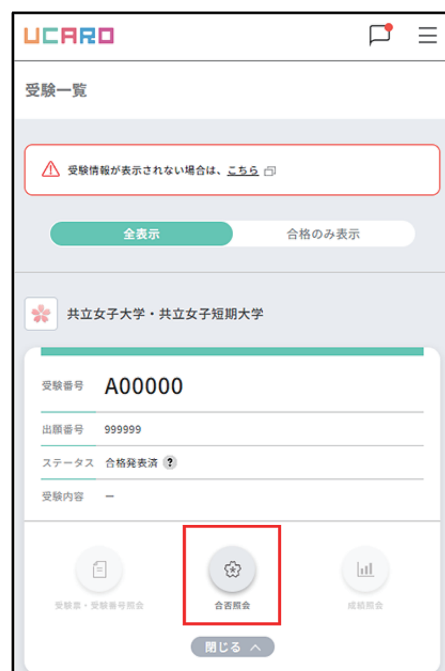 UCARO
受験一覧
受験情報が表示されない場合は、こちら
全表示 合格のみ表示
共立女子大学・共立女子短期大学
受験番号 A00000
出願番号 999999
ステータス 合格発表済 ?
受験内容 ー
受験票・受験番号照会 合否照会 成績照会
閉じる